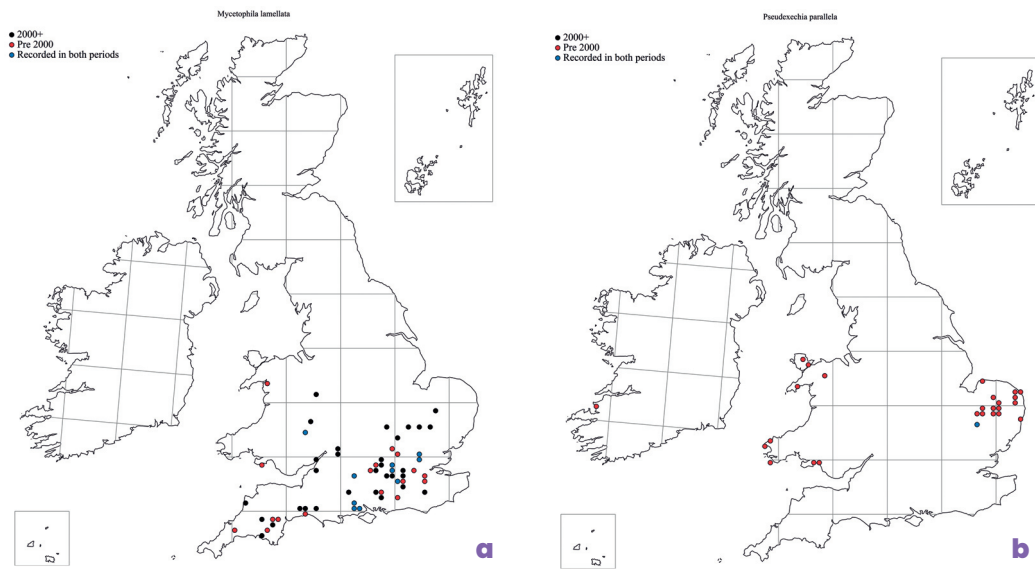 Mycetophila lamellata
2000+
Pre 2000
Recorded in both periods
a
Pseudexechia parallela
2000+
Pre 2000
Recorded in both periods
b